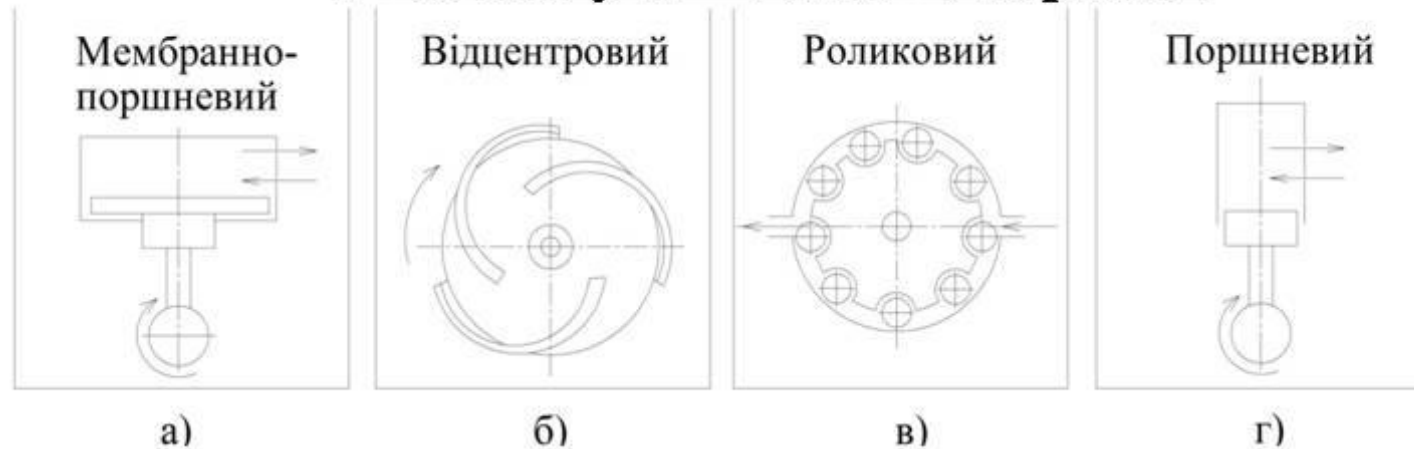 Мембранно-
поршневий
Відцентровий
Роликовий
Поршневий
а)
б)
в)
г)